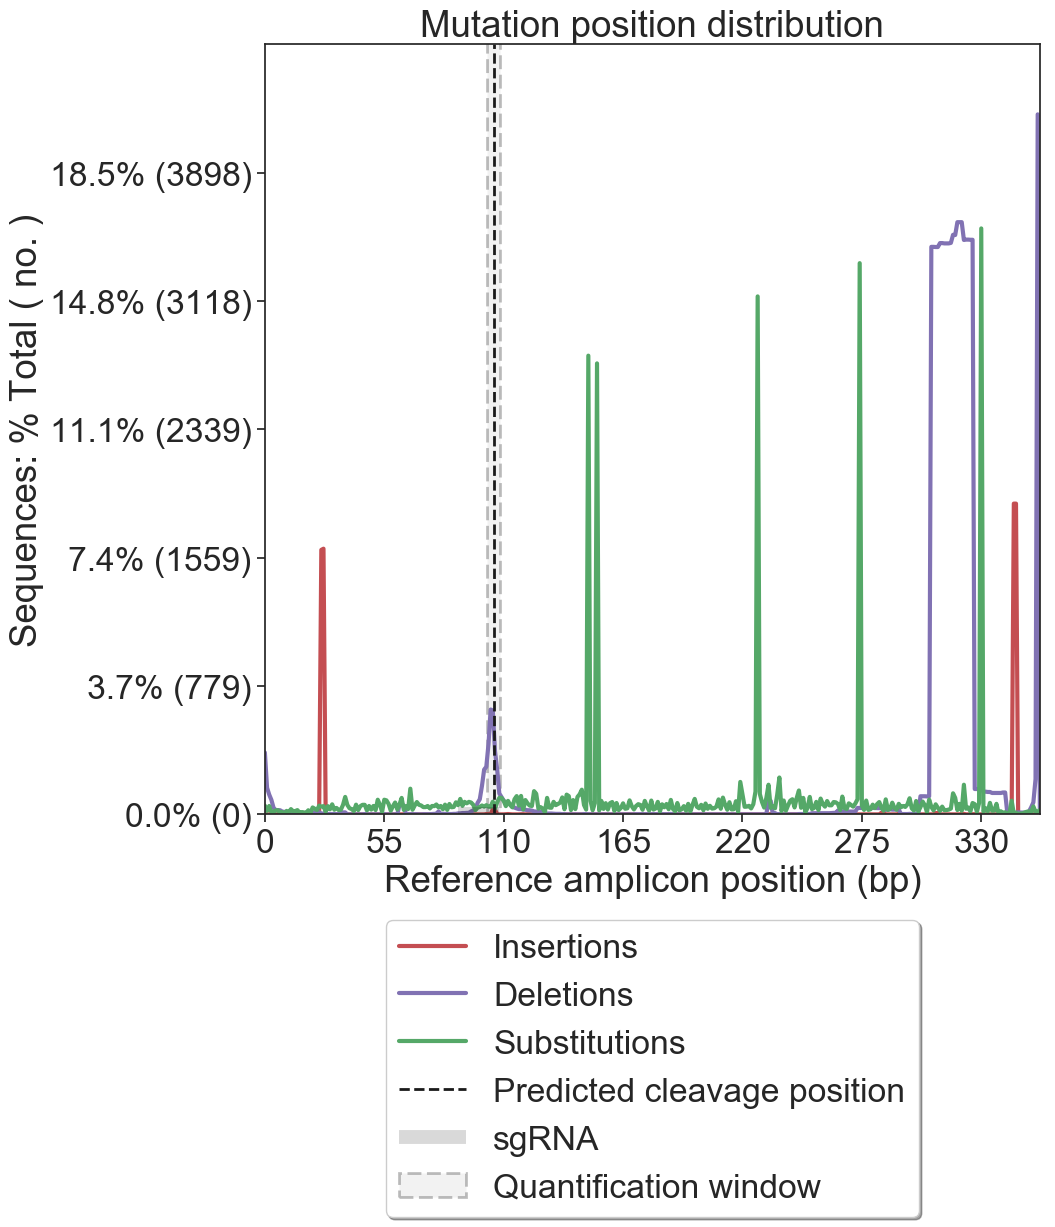 Mutation position distribution
Sequences: % Total ( no. )
18.5% (3898)
14.8% (3118)
11.1% (2339)
7.4% (1559)
3.7% (779)
0.0% (0)
0 55 110 165 220 275 330
Reference amplicon position (bp)
Insertions
Deletions
Substitutions
Predicted cleavage position
sgRNA
Quantification window